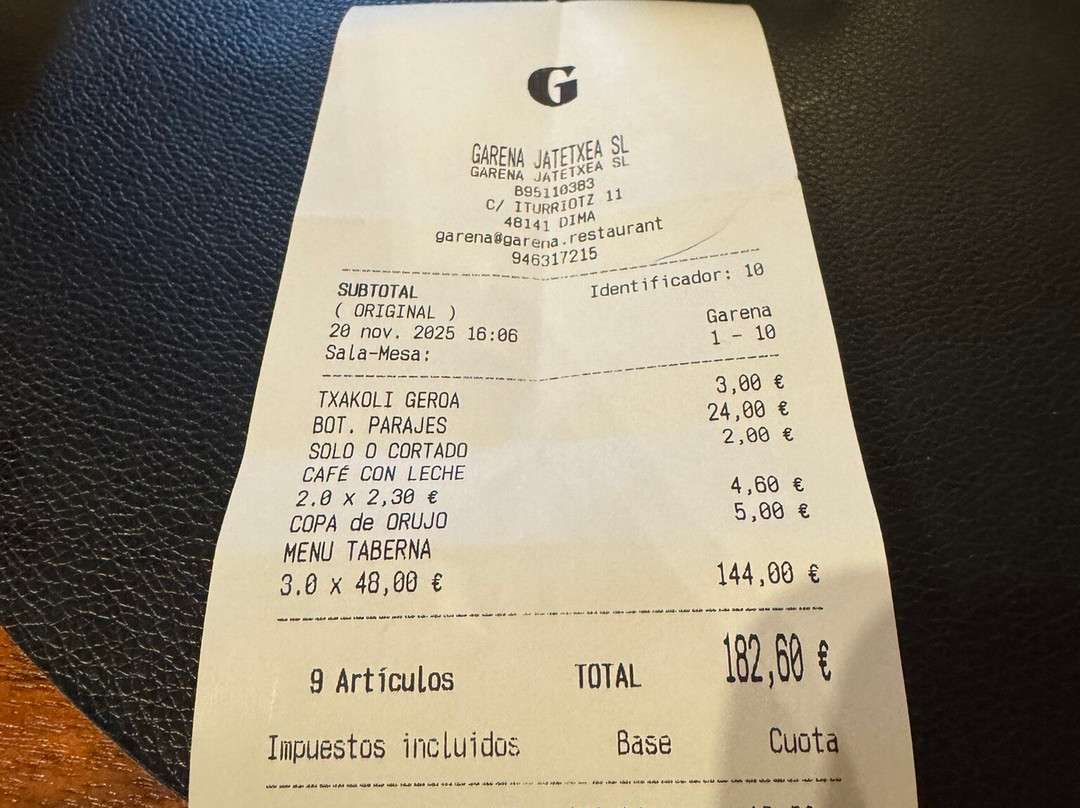 G
GARENA JATETXEA SL
GARENA JATETXEA SL
B95110383
C/ ITURRIOTZ 11
48141 DIMA
garena@garena.restaurant
946317215
SUBTOTAL Identificador: 10
( ORIGINAL )
20 nov. 2025 16:06 Garena
Sala-Mesa: 1 - 10
TXAKOLI GEROA 3,00 €
BOT. PARAJES 24,00 €
SOLO O CORTADO 2,00 €
CAFÉ CON LECHE
2.0 x 2,30 € 4,60 €
COPA de ORUJO 5,00 €
MENU TABERNA
3.0 x 48,00 € 144,00 €
9 Artículos TOTAL 182,60 €
Impuestos incluidos Base Cuota